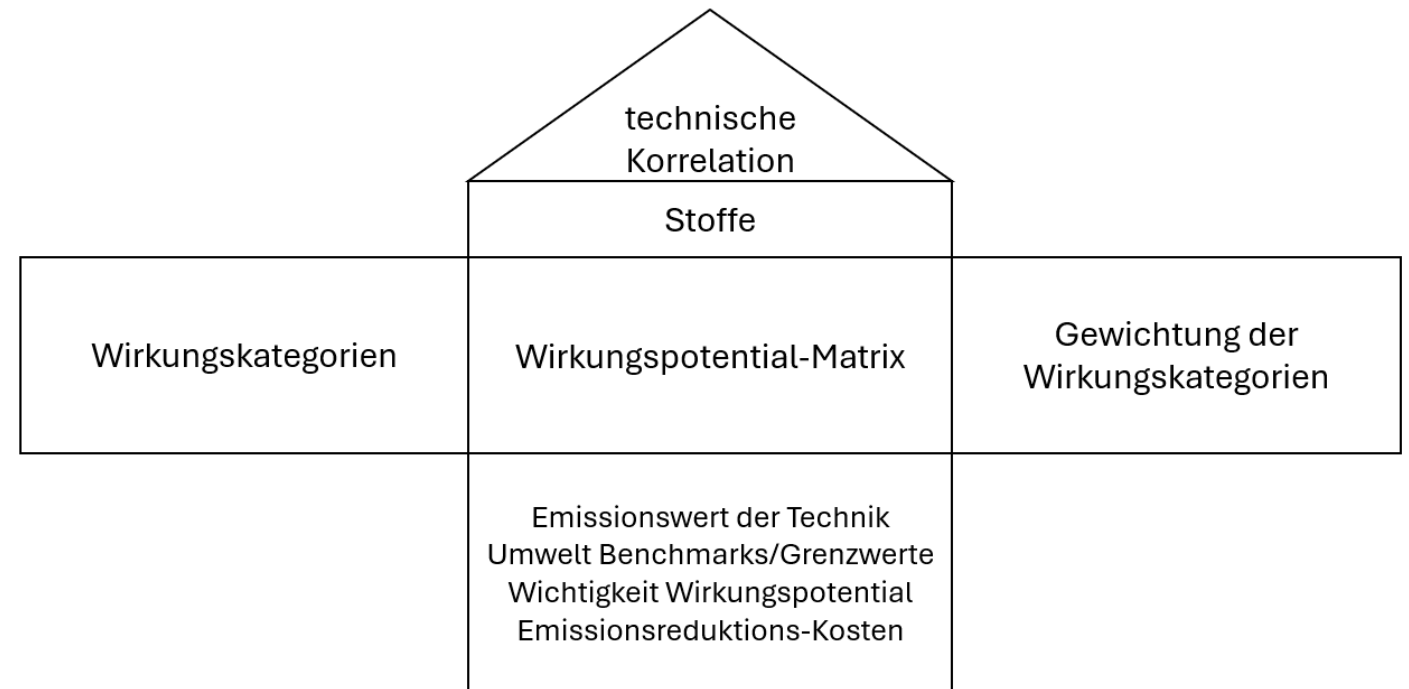 technische
Korrelation
Stoffe
Wirkungskategorien
Wirkungspotential-Matrix
Gewichtung der
Wirkungskategorien
Emissionswert der Technik
Umwelt Benchmarks/Grenzwerte
Wichtigkeit Wirkungspotential
Emissionsreduktions-Kosten